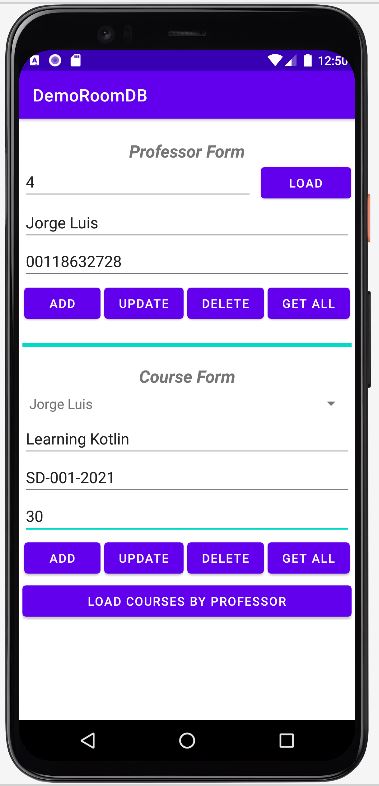 12:50
DemoRoomDB
Professor Form
4 LOAD
Jorge Luis
00118632728
ADD UPDATE DELETE GET ALL
Course Form
Jorge Luis
Learning Kotlin
SD-001-2021
30
ADD UPDATE DELETE GET ALL
LOAD COURSES BY PROFESSOR